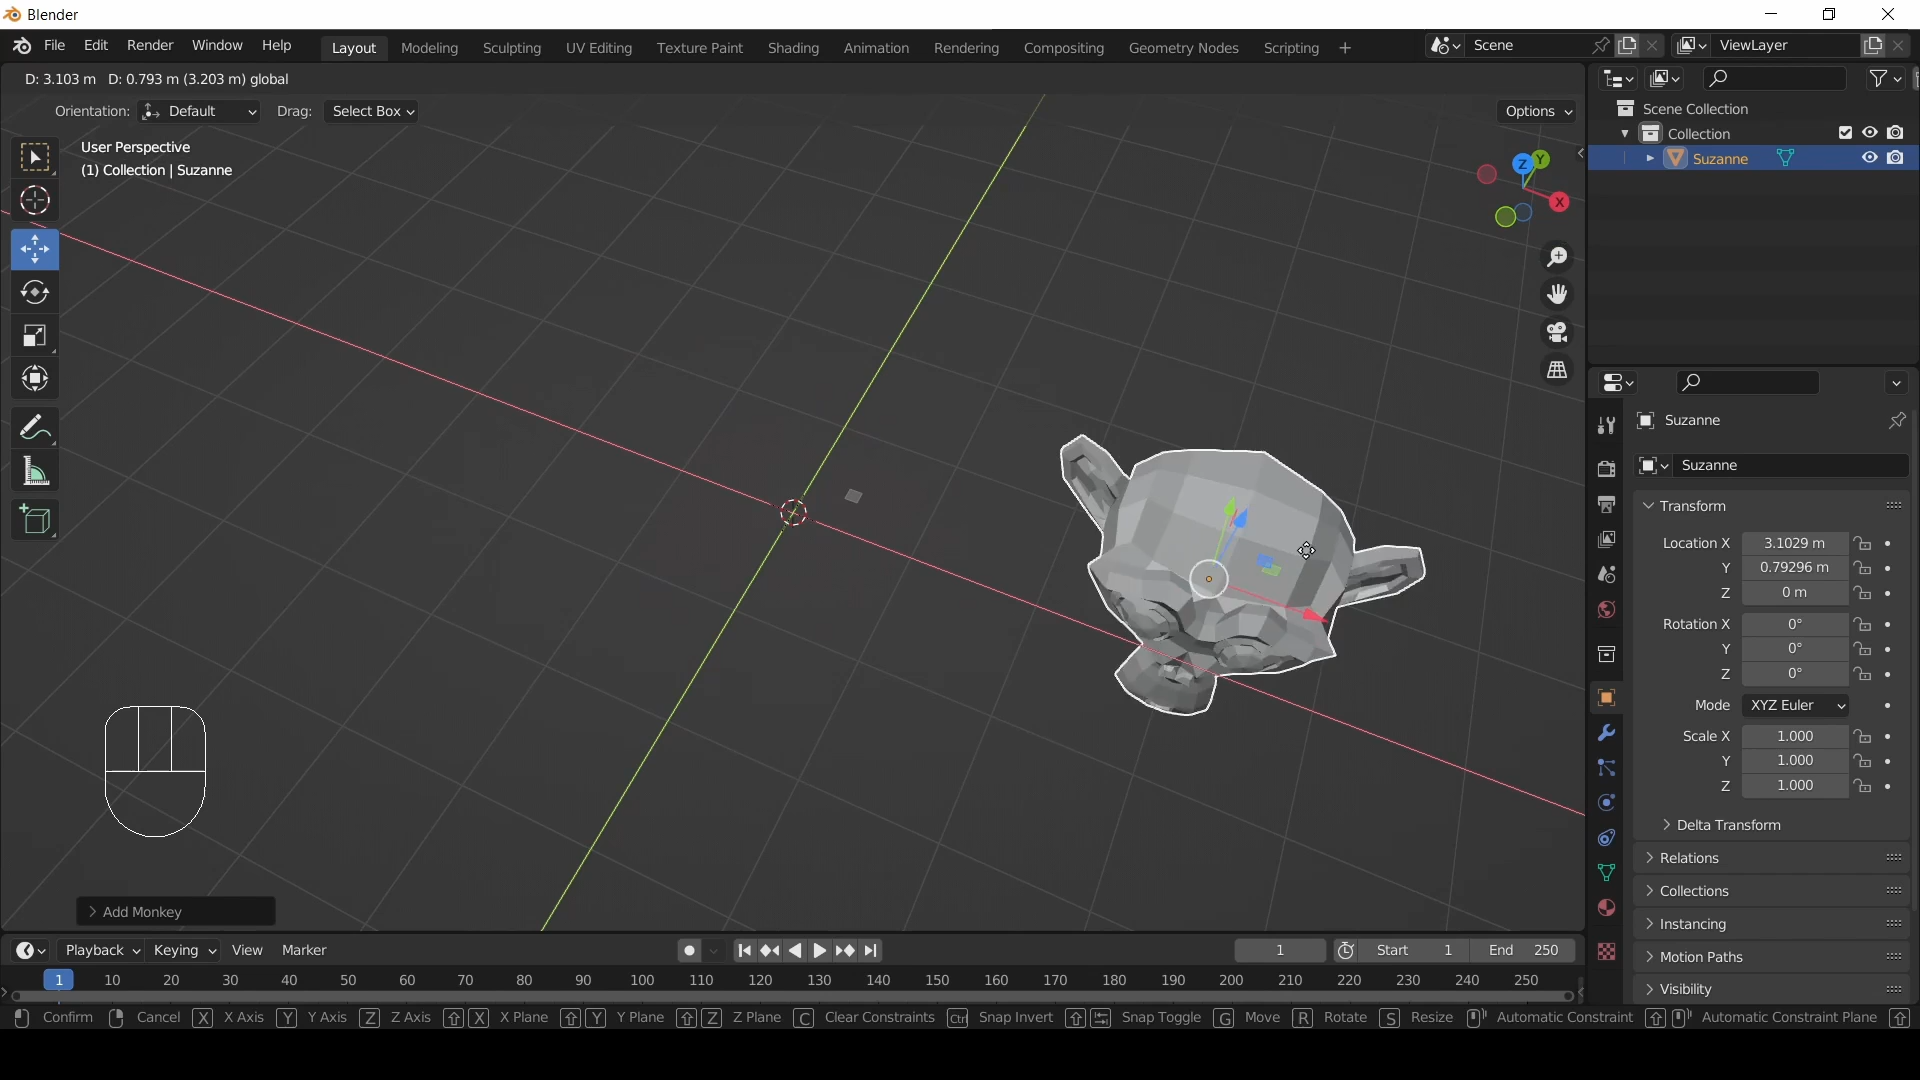 Blender
File Edit Render Window Help Layout Modeling Sculpting UV Editing Texture Paint Shading Animation Rendering Compositing Geometry Nodes Scripting + Scene ViewLayer
D: 3.103 m D: 0.793 m (3.203 m) global
Orientation: Default Drag: Select Box Options
User Perspective
(1) Collection | Suzanne
Z Y X
Scene Collection
Collection
Suzanne
Suzanne
Suzanne
Transform
Location X 3.1029 m
Y 0.79296 m
Z 0 m
Rotation X 0°
Y 0°
Z 0°
Mode XYZ Euler
Scale X 1.000
Y 1.000
Z 1.000
Delta Transform
Relations
Collections
Instancing
Motion Paths
Visibility
Add Monkey
Playback Keying View Marker 1 Start 1 End 250
1 10 20 30 40 50 60 70 80 90 100 110 120 130 140 150 160 170 180 190 200 210 220 230 240 250
Confirm Cancel X X Axis Y Y Axis Z Z Axis X X Plane Y Y Plane Z Z Plane C Clear Constraints Ctrl Snap Invert Snap Toggle G Move R Rotate S Resize Automatic Constraint Automatic Constraint Plane